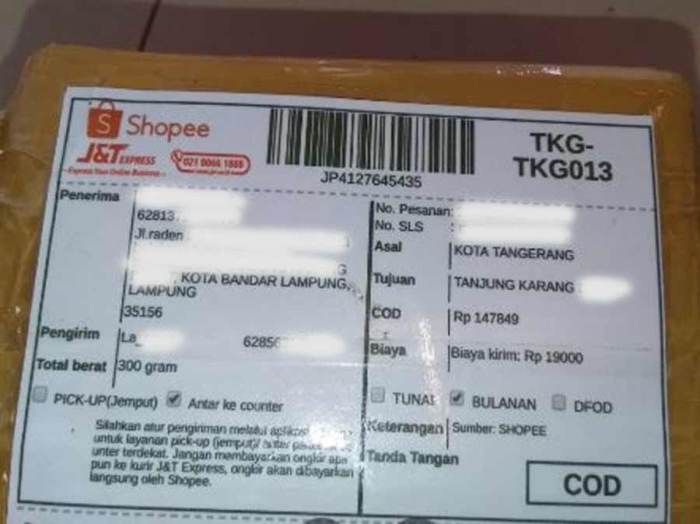 Shopee
J&T EXPRESS
Express Your Online Business
021 8066 1888
JP4127645435
TKG-
TKG013
Penerima
62813
Jl.raden
G
, KOTA BANDAR LAMPUNG,
LAMPUNG
35156
Pengirim
La
6285
Total berat 300 gram
PICK-UP(Jemput) Antar ke counter
Silahkan atur pengiriman melalui aplikasi
untuk layanan pick-up (jemput)/
unter terdekat. Jangan membayarkan ongkir apa
pun ke kurir J&T Express, ongkir akan dibayarkan
langsung oleh Shopee.
No. Pesanan:
No. SLS :
Asal KOTA TANGERANG
Tujuan TANJUNG KARANG
COD Rp 147849
Biaya Biaya kirim: Rp 19000
TUNAI BULANAN DFOD
Keterangan Sumber: SHOPEE
Tanda Tangan
COD